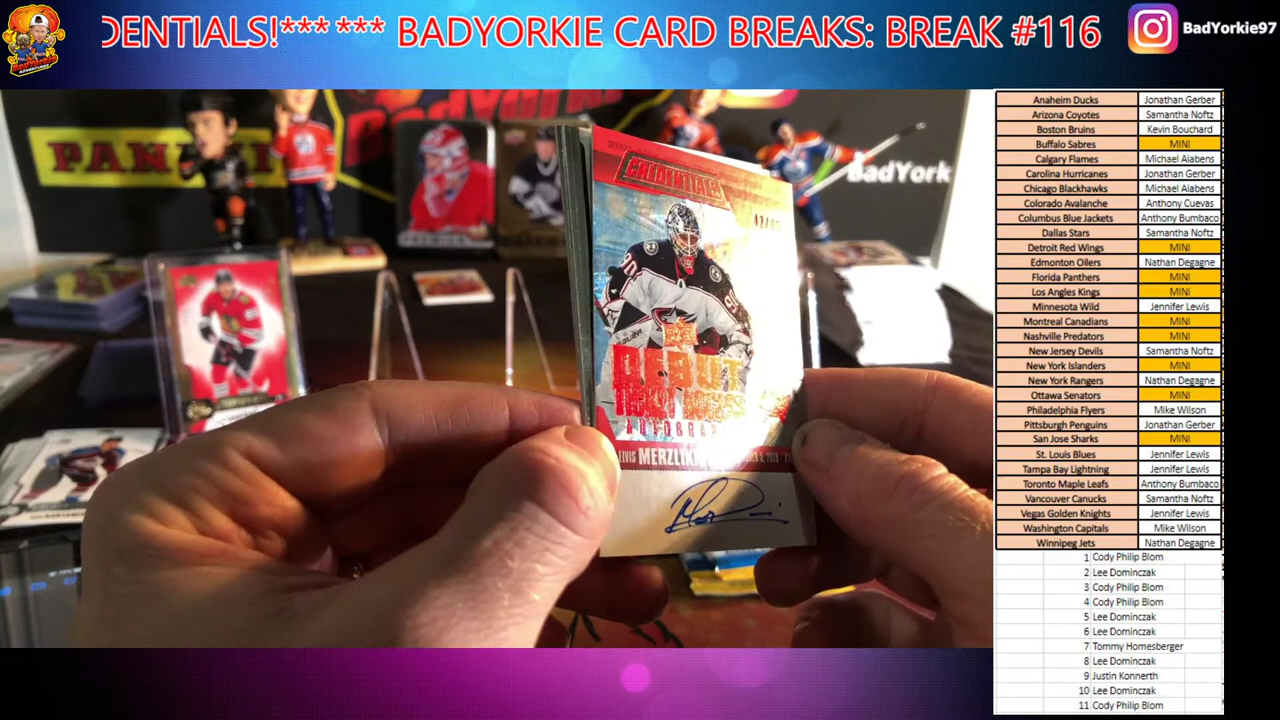 DENTIALS!*** *** BADYORKIE CARD BREAKS: BREAK #116
BadYorkie97
PANINI
BadYork
CREDENTIALS
42/
DEBUT
TICKET ACCESS
AUTOGRAP
ELVIS MERZLIK
Anaheim Ducks Jonathan Gerber
Arizona Coyotes Samantha Noftz
Boston Bruins Kevin Bouchard
Buffalo Sabres MINI
Calgary Flames Michael Aiabens
Carolina Hurricanes Jonathan Gerber
Chicago Blackhawks Michael Aiabens
Colorado Avalanche Anthony Cuevas
Columbus Blue Jackets Anthony Bumbaco
Dallas Stars Samantha Noftz
Detroit Red Wings MINI
Edmonton Oilers Nathan Degagne
Florida Panthers MINI
Los Angles Kings MINI
Minnesota Wild Jennifer Lewis
Montreal Canadians MINI
Nashville Predators MINI
New Jersey Devils Samantha Noftz
New York Islanders MINI
New York Rangers Nathan Degagne
Ottawa Senators MINI
Philadelphia Flyers Mike Wilson
Pittsburgh Penguins Jonathan Gerber
San Jose Sharks MINI
St. Louis Blues Jennifer Lewis
Tampa Bay Lightning Jennifer Lewis
Toronto Maple Leafs Anthony Bumbaco
Vancouver Canucks Samantha Noftz
Vegas Golden Knights Jennifer Lewis
Washington Capitals Mike Wilson
Winnipeg Jets Nathan Degagne
1 Cody Philip Blom
2 Lee Dominczak
3 Cody Philip Blom
4 Cody Philip Blom
5 Lee Dominczak
6 Lee Dominczak
7 Tommy Homesberger
8 Lee Dominczak
9 Justin Konnerth
10 Lee Dominczak
11 Cody Philip Blom